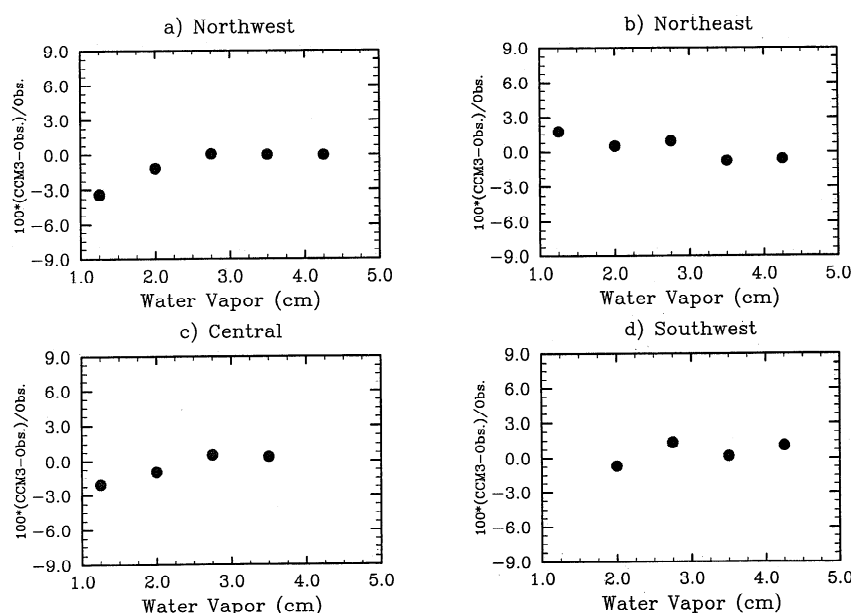 a) Northwest
100*(CCM3-Obs.)/Obs.
9.0
6.0
3.0
0.0
-3.0
-6.0
-9.0
1.0 2.0 3.0 4.0 5.0
Water Vapor (cm)
b) Northeast
100*(CCM3-Obs.)/Obs.
9.0
6.0
3.0
0.0
-3.0
-6.0
-9.0
1.0 2.0 3.0 4.0 5.0
Water Vapor (cm)
c) Central
100*(CCM3-Obs.)/Obs.
9.0
6.0
3.0
0.0
-3.0
-6.0
-9.0
1.0 2.0 3.0 4.0 5.0
Water Vapor (cm)
d) Southwest
100*(CCM3-Obs.)/Obs.
9.0
6.0
3.0
0.0
-3.0
-6.0
-9.0
1.0 2.0 3.0 4.0 5.0
Water Vapor (cm)